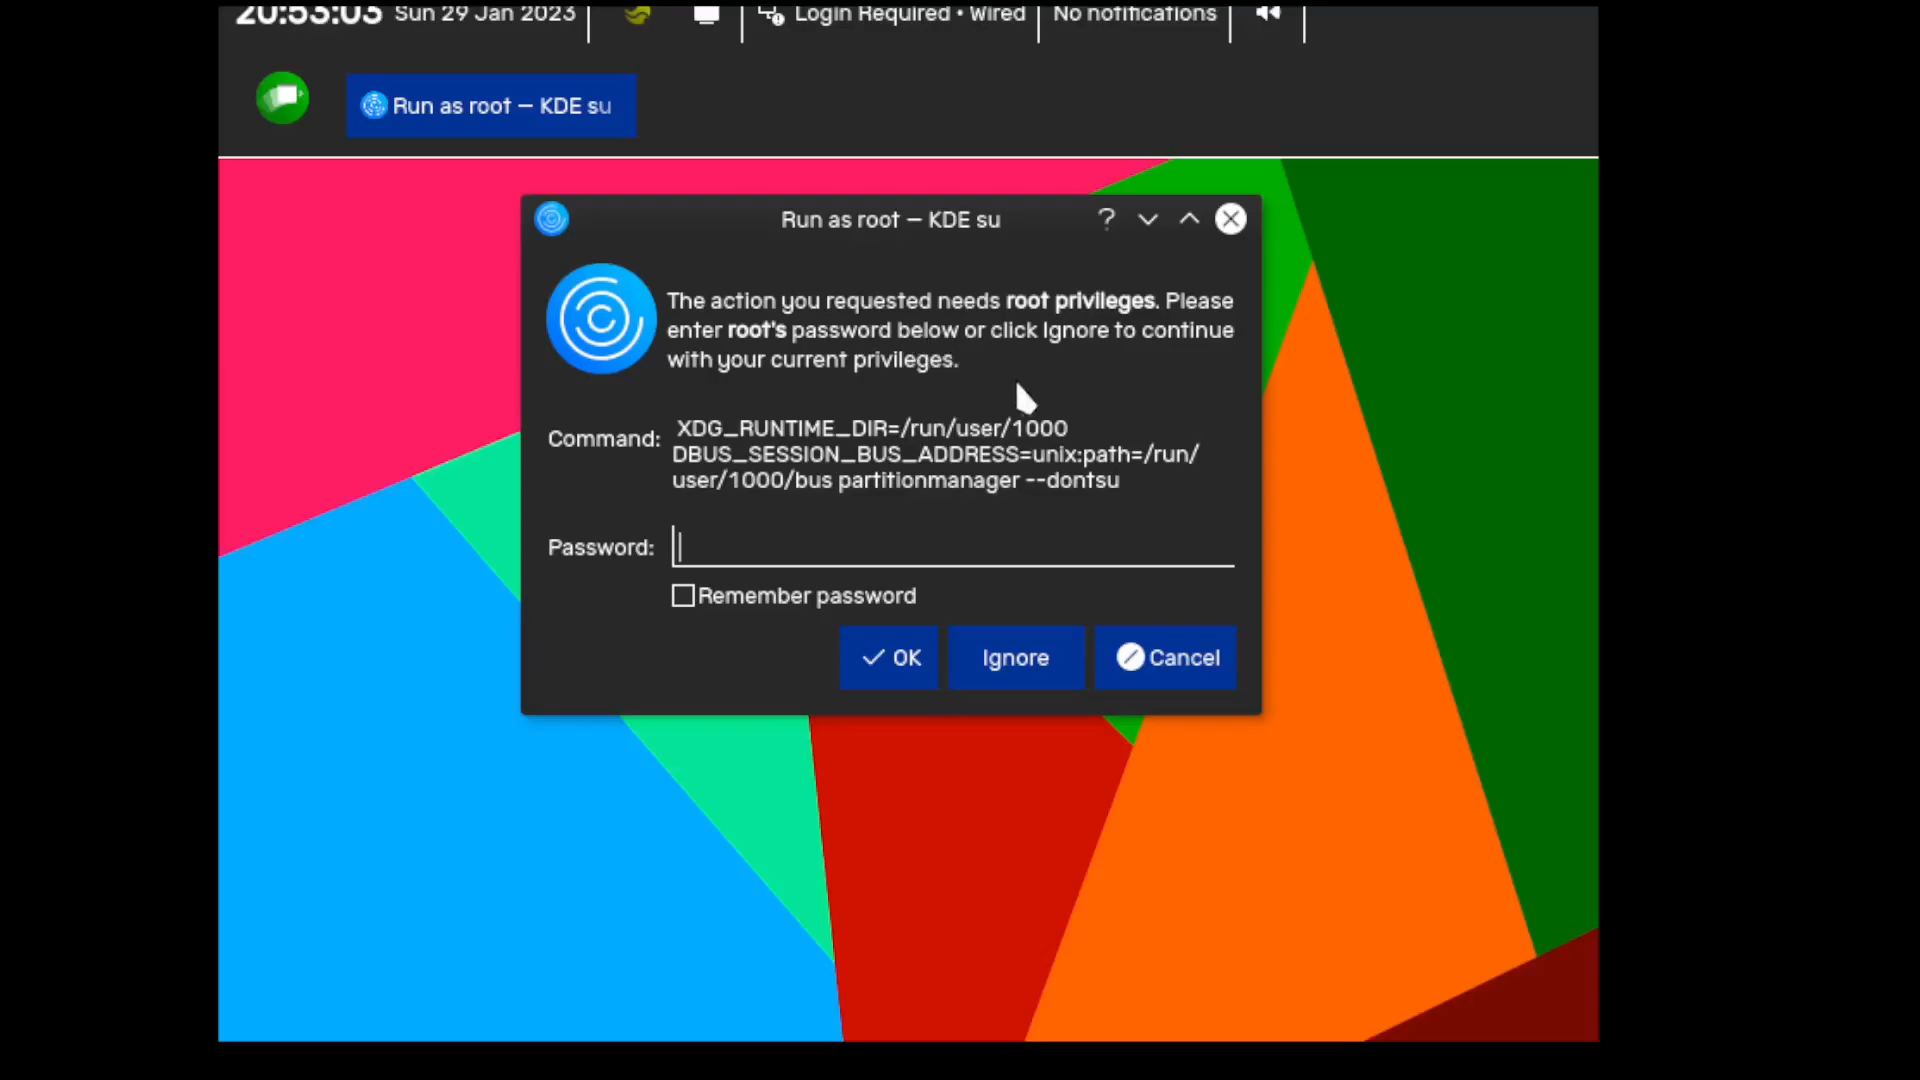 20:53:03 Sun 29 Jan 2023 Login Required • Wired No notifications
Run as root – KDE su
Run as root – KDE su
The action you requested needs root privileges. Please
enter root's password below or click Ignore to continue
with your current privileges.
Command: XDG_RUNTIME_DIR=/run/user/1000
DBUS_SESSION_BUS_ADDRESS=unix:path=/run/
user/1000/bus partitionmanager --dontsu
Password:
Remember password
OK Ignore Cancel